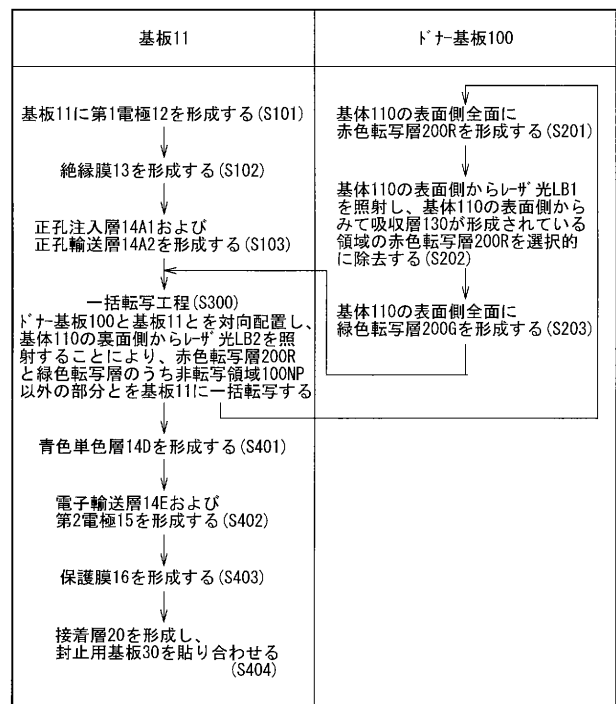 基板11
ドナー基板100
基板11に第1電極12を形成する(S101)
絶縁膜13を形成する(S102)
正孔注入層14A1および
正孔輸送層14A2を形成する(S103)
一括転写工程(S300)
ドナー基板100と基板11とを対向配置し、
基体110の裏面側からレーザ光LB2を照
射することにより、赤色転写層200R
と緑色転写層のうち非転写領域100NP
以外の部分とを基板11に一括転写する
青色単色層14Dを形成する(S401)
電子輸送層14Eおよび
第2電極15を形成する(S402)
保護膜16を形成する(S403)
接着層20を形成し、
封止用基板30を貼り合わせる
(S404)
基体110の表面側全面に
赤色転写層200Rを形成する(S201)
基体110の表面側からレーザ光LB1
を照射し、基体110の表面側から
みて吸収層130が形成されている
領域の赤色転写層200Rを選択的
に除去する(S202)
基体110の表面側全面に
緑色転写層200Gを形成する(S203)